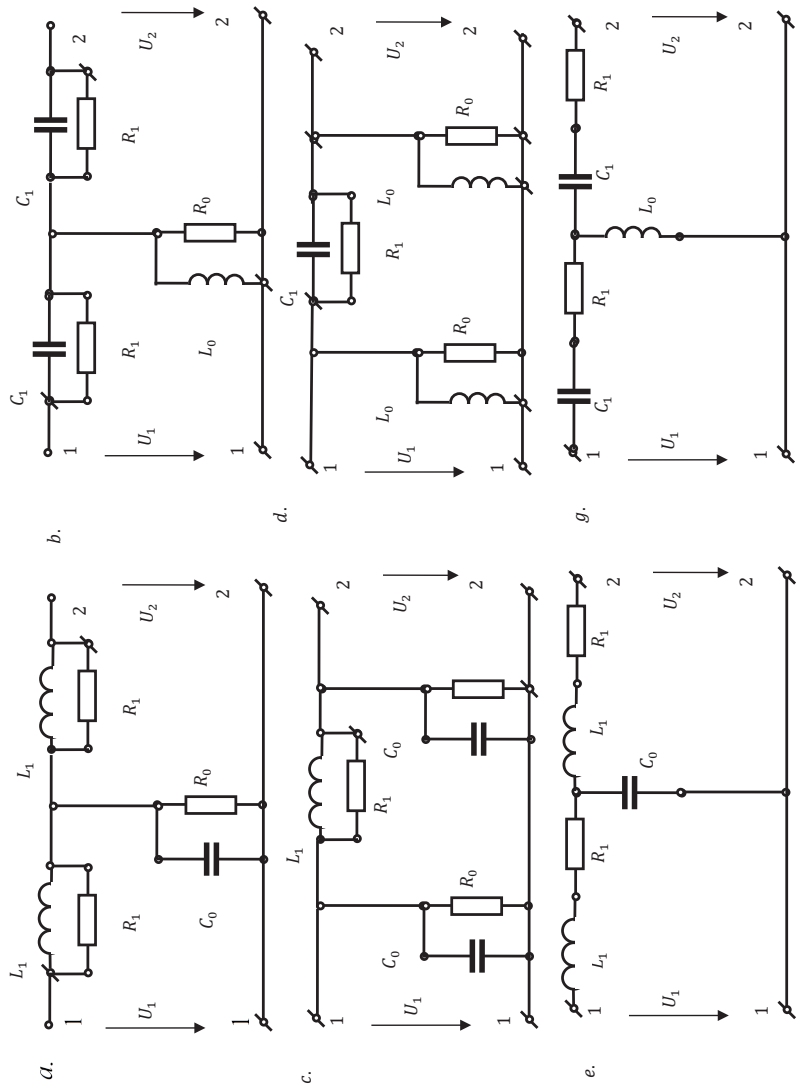 a.
L₁ L₁
1 2
R₁ R₁
U₁ U₂
C₀ R₀
1 2
b.
C₁ C₁
1 2
R₁ R₁
U₁ U₂
L₀ R₀
1 2
c.
L₁
1 2
C₀ R₁ C₀
U₁ U₂
R₀
1 2
d.
C₁
1 2
L₀ R₁ L₀
U₁ U₂
R₀ R₀
1 2
e.
1 L₁ R₁ L₁ R₁ 2
C₀
U₁ U₂
1 2
g.
1 C₁ R₁ C₁ R₁ 2
L₀
U₁ U₂
1 2